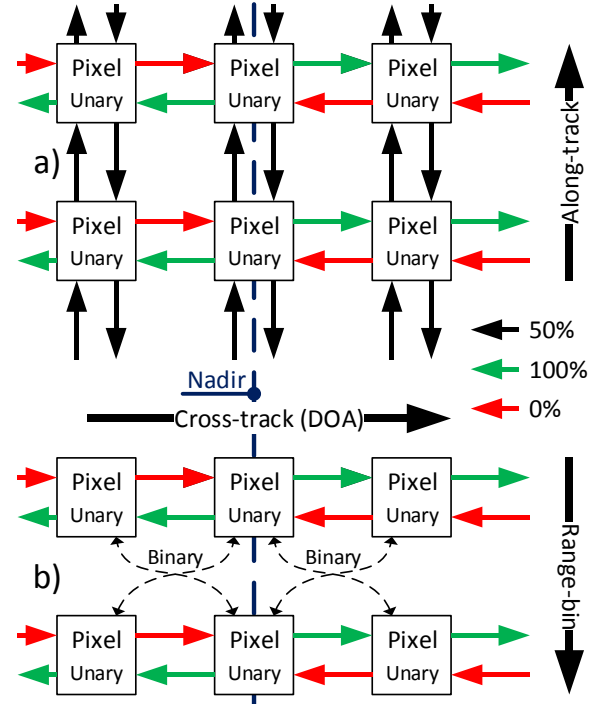 Pixel
Unary
Pixel
Unary
Pixel
Unary
a)
Along-track
Pixel
Unary
Pixel
Unary
Pixel
Unary
50%
100%
0%
Nadir
Cross-track (DOA)
Pixel
Unary
Pixel
Unary
Pixel
Unary
Range-bin
Binary
Binary
b)
Pixel
Unary
Pixel
Unary
Pixel
Unary